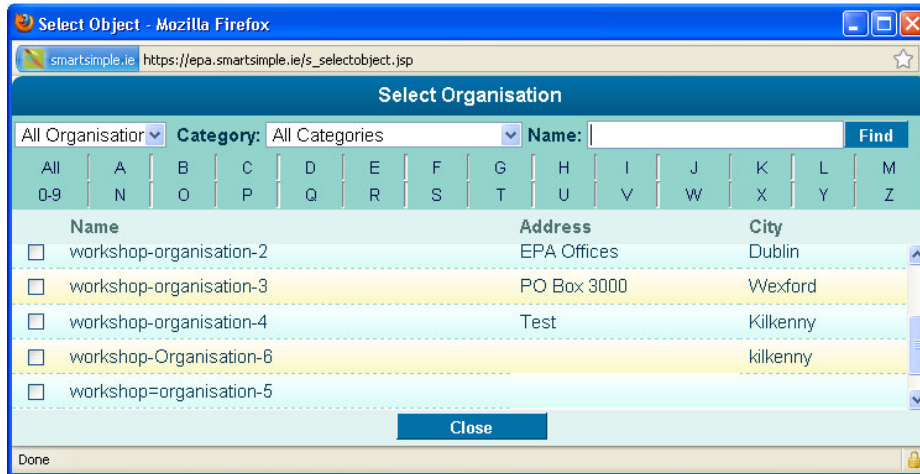 Select Object - Mozilla Firefox
smartsimple.ie https://epa.smartsimple.ie/s_selectobject.jsp
Select Organisation
All Organisation Category: All Categories Name: Find
All A B C D E F G H I J K L M
0-9 N O P Q R S T U V W X Y Z
Name Address City
workshop-organisation-2 EPA Offices Dublin
workshop-organisation-3 PO Box 3000 Wexford
workshop-organisation-4 Test Kilkenny
workshop-Organisation-6 kilkenny
workshop=organisation-5
Close
Done